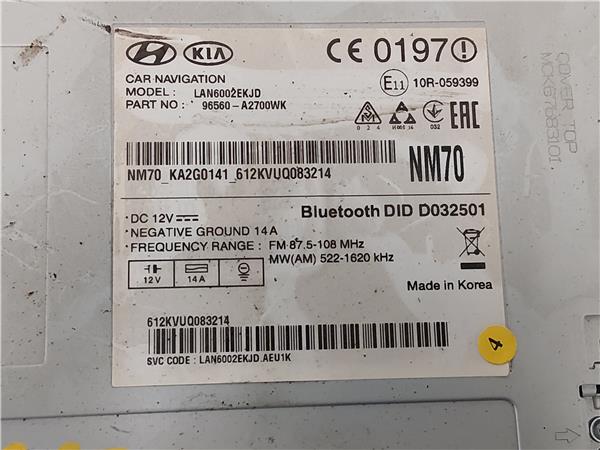 HYUNDAI KIA
CE 0197
CAR NAVIGATION
MODEL: LAN6002EKJD
PART NO: 96560-A2700WK
E11 10R-059399
024
032
EAC
NM70_KA2G0141_612KVUQ083214
NM70
DC 12V
NEGATIVE GROUND 14A
FREQUENCY RANGE: FM 87.5-108 MHz
MW(AM) 522-1620 kHz
Bluetooth DID D032501
12V 14A
Made in Korea
612KVUQ083214
SVC CODE : LAN6002EKJD.AEU1K
4
COVER TOP